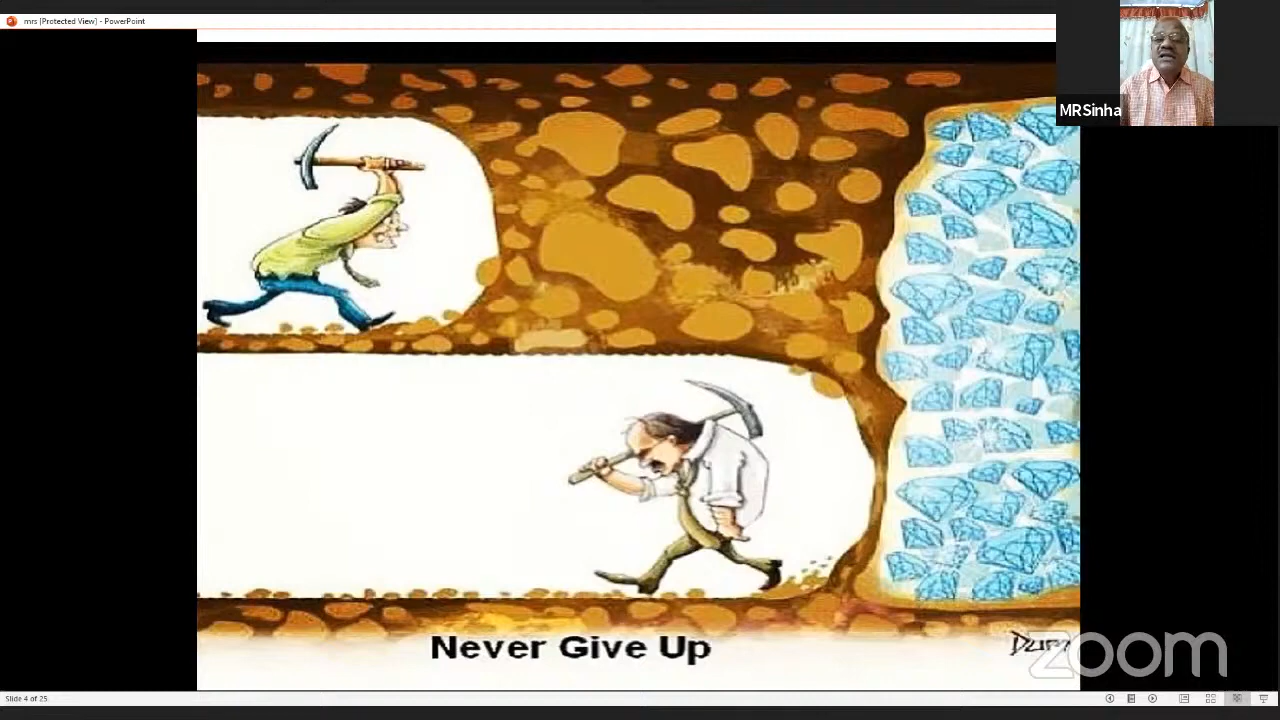 mrs [Protected View] - PowerPoint
MRSinha
Never Give Up
zoom
Slide 4 of 25